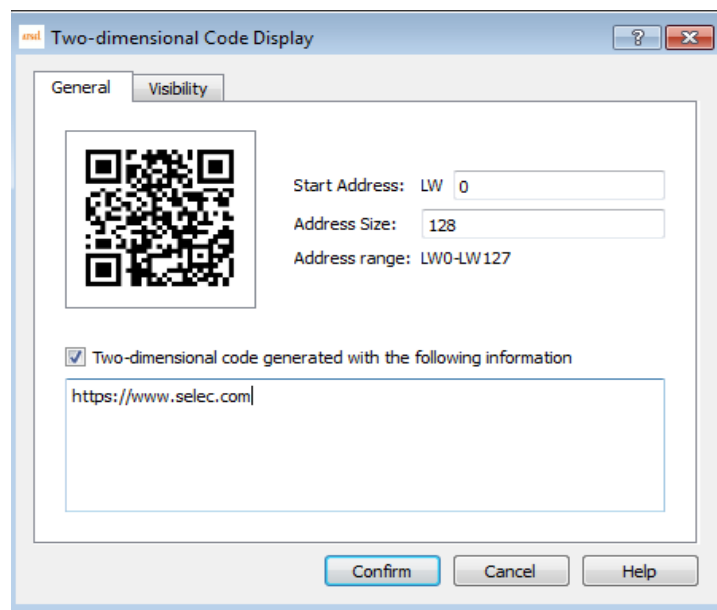 Two-dimensional Code Display
General Visibility
Start Address: LW 0
Address Size: 128
Address range: LW0-LW127
Two-dimensional code generated with the following information
https://www.selec.com
Confirm Cancel Help